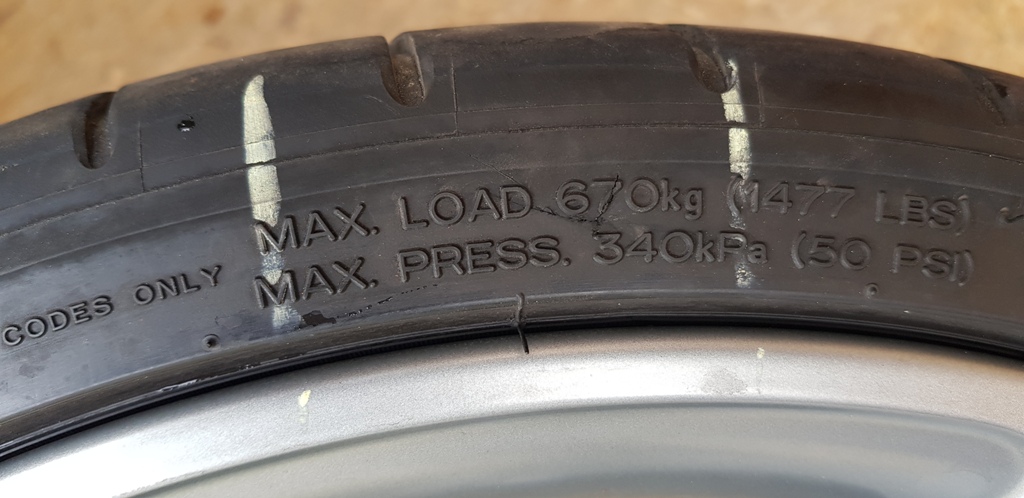 MAX. LOAD 670kg (1477 LBS)
MAX. PRESS. 340kPa (50 PSI)
CODES ONLY